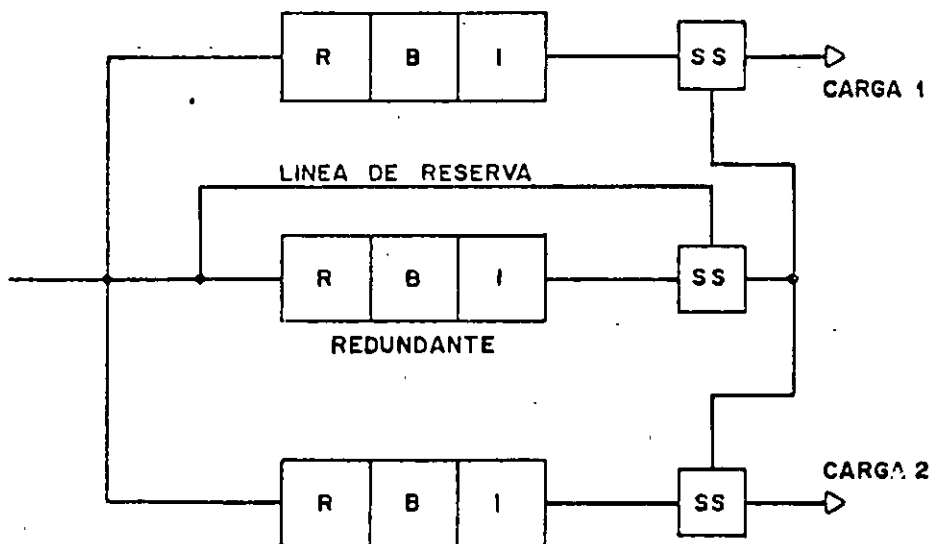 R B I SS
CARGA 1
LINEA DE RESERVA
R B I SS
REDUNDANTE
CARGA 2
R B I SS